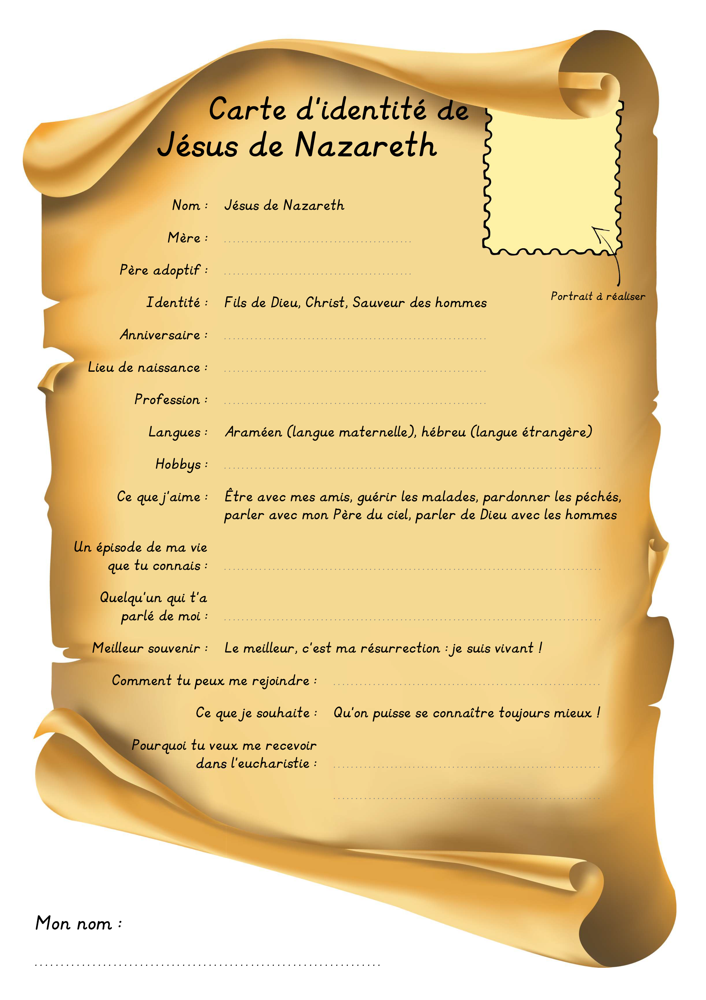 Carte d'identité de
Jésus de Nazareth
Nom : Jésus de Nazareth
Mère : ..........................................
Père adoptif : ..........................................
Portrait à réaliser
Identité : Fils de Dieu, Christ, Sauveur des hommes
Anniversaire : ..........................................
Lieu de naissance : ..........................................
Profession : ..........................................
Langues : Araméen (langue maternelle), hébreu (langue étrangère)
Hobbys : ..........................................
Ce que j'aime : Être avec mes amis, guérir les malades, pardonner les péchés,
parler avec mon Père du ciel, parler de Dieu avec les hommes
Un épisode de ma vie
que tu connais : ..........................................
Quelqu'un qui t'a
parlé de moi : ..........................................
Meilleur souvenir : Le meilleur, c'est ma résurrection : je suis vivant !
Comment tu peux me rejoindre : ..........................................
Ce que je souhaite : Qu'on puisse se connaître toujours mieux !
Pourquoi tu veux me recevoir
dans l'eucharistie : ..........................................
..........................................
Mon nom :
..........................................